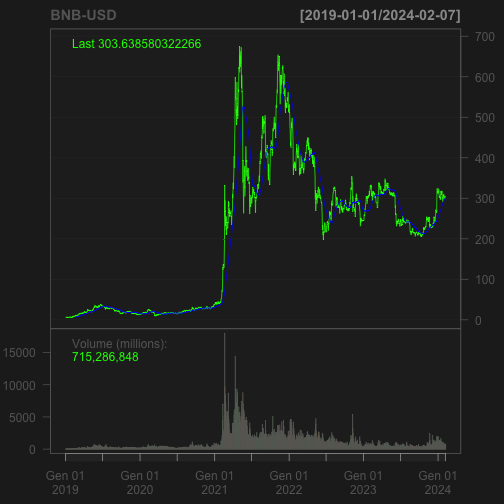 BNB-USD [2019-01-01/2024-02-07]
Last 303.638580322266
700
600
500
400
300
200
100
0
Volume (millions):
715,286,848
15000
10000
5000
0
Gen 01 Gen 01 Gen 01 Gen 01 Gen 01 Gen 01
2019 2020 2021 2022 2023 2024